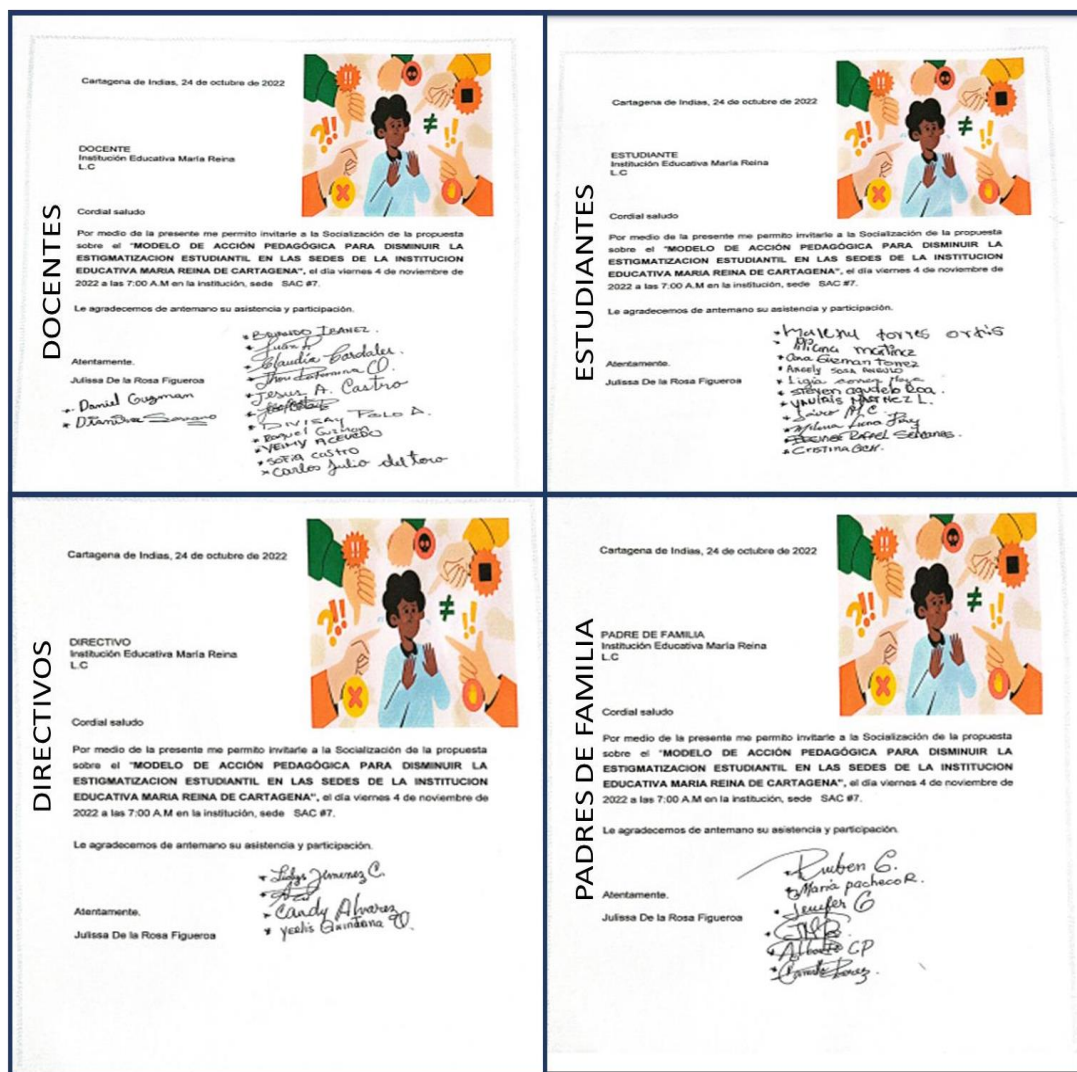 DOCENTES
Cartagena de Indias, 24 de octubre de 2022
DOCENTE
Institución Educativa María Reina
L.C
Cordial saludo
Por medio de la presente me permito invitarle a la Socialización de la propuesta
sobre el "MODELO DE ACCIÓN PEDAGÓGICA PARA DISMINUIR LA
ESTIGMATIZACION ESTUDIANTIL EN LAS SEDES DE LA INSTITUCION
EDUCATIVA MARIA REINA DE CARTAGENA", el día viernes 4 de noviembre de
2022 a las 7:00 A.M en la institución, sede SAC #7.
Le agradecemos de antemano su asistencia y participación.
Atentamente.
Julissa De la Rosa Figueroa
* Daniel Guzman
IBAÑEZ.
* Claudia Cardales.
* Jesus A. Castro
* DIVISAY POLO A.
* Raquel Guzman
* YEIMY ACEVEDO
* SOFIA CASTRO
* Carlos Julio del toro
ESTUDIANTES
Cartagena de Indias, 24 de octubre de 2022
ESTUDIANTE
Institución Educativa María Reina
L.C
Cordial saludo
Por medio de la presente me permito invitarle a la Socialización de la propuesta
sobre el "MODELO DE ACCIÓN PEDAGÓGICA PARA DISMINUIR LA
ESTIGMATIZACION ESTUDIANTIL EN LAS SEDES DE LA INSTITUCION
EDUCATIVA MARIA REINA DE CARTAGENA", el día viernes 4 de noviembre de
2022 a las 7:00 A.M en la institución, sede SAC #7.
Le agradecemos de antemano su asistencia y participación.
Atentamente.
Julissa De la Rosa Figueroa
torres ortis
martinez
Guzman Torrez
* Angely Sosa
* Ligia
* Steven agudelo Roa.
MARTINEZ L.
* Jairo M.C.
Luna
RAFAEL
* CRISTINA
DIRECTIVOS
Cartagena de Indias, 24 de octubre de 2022
DIRECTIVO
Institución Educativa María Reina
L.C
Cordial saludo
Por medio de la presente me permito invitarle a la Socialización de la propuesta
sobre el "MODELO DE ACCIÓN PEDAGÓGICA PARA DISMINUIR LA
ESTIGMATIZACION ESTUDIANTIL EN LAS SEDES DE LA INSTITUCION
EDUCATIVA MARIA REINA DE CARTAGENA", el día viernes 4 de noviembre de
2022 a las 7:00 A.M en la institución, sede SAC #7.
Le agradecemos de antemano su asistencia y participación.
Atentamente.
Julissa De la Rosa Figueroa
* Lidys Jimenez C.
* Candy Alvarez
* Yeelis Quintana O.
PADRES DE FAMILIA
Cartagena de Indias, 24 de octubre de 2022
PADRE DE FAMILIA
Institución Educativa María Reina
L.C
Cordial saludo
Por medio de la presente me permito invitarle a la Socialización de la propuesta
sobre el "MODELO DE ACCIÓN PEDAGÓGICA PARA DISMINUIR LA
ESTIGMATIZACION ESTUDIANTIL EN LAS SEDES DE LA INSTITUCION
EDUCATIVA MARIA REINA DE CARTAGENA", el día viernes 4 de noviembre de
2022 a las 7:00 A.M en la institución, sede SAC #7.
Le agradecemos de antemano su asistencia y participación.
Atentamente.
Julissa De la Rosa Figueroa
* Ruben G.
* María pacheco R.
* Jenifer G
* Alberto CP